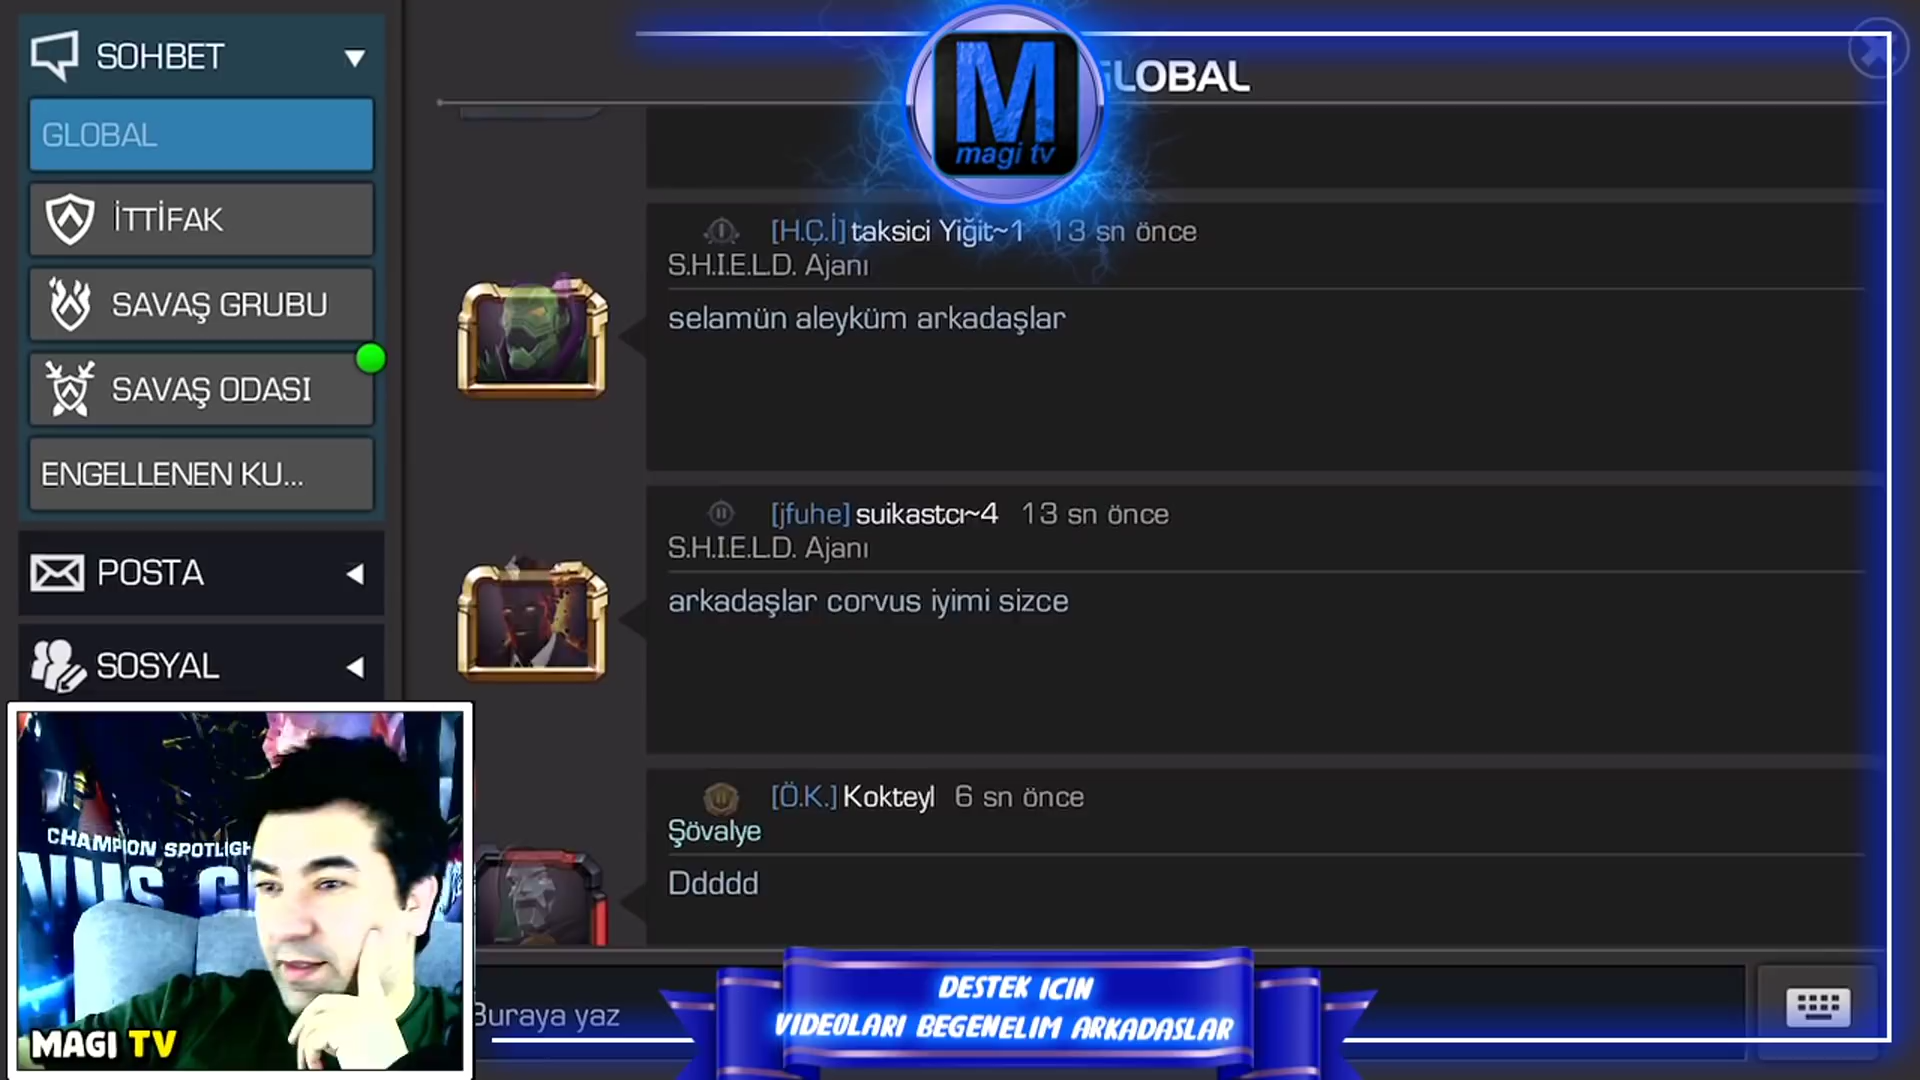 SOHBET
GLOBAL
İTTİFAK
SAVAŞ GRUBU
SAVAŞ ODASI
ENGELLENEN KU...
POSTA
SOSYAL
GLOBAL
M
magi tv
[H.Ç.İ] taksici Yiğit~1 13 sn önce
S.H.I.E.L.D. Ajanı
selamün aleyküm arkadaşlar
[jfuhe] suikastcı~4 13 sn önce
S.H.I.E.L.D. Ajanı
arkadaşlar corvus iyimi sizce
[Ö.K.] Kokteyl 6 sn önce
Şövalye
Ddddd
Buraya yaz
DESTEK ICIN
VIDEOLARI BEGENELIM ARKADASLAR
CHAMPION SPOTLIGH
MAGI TV